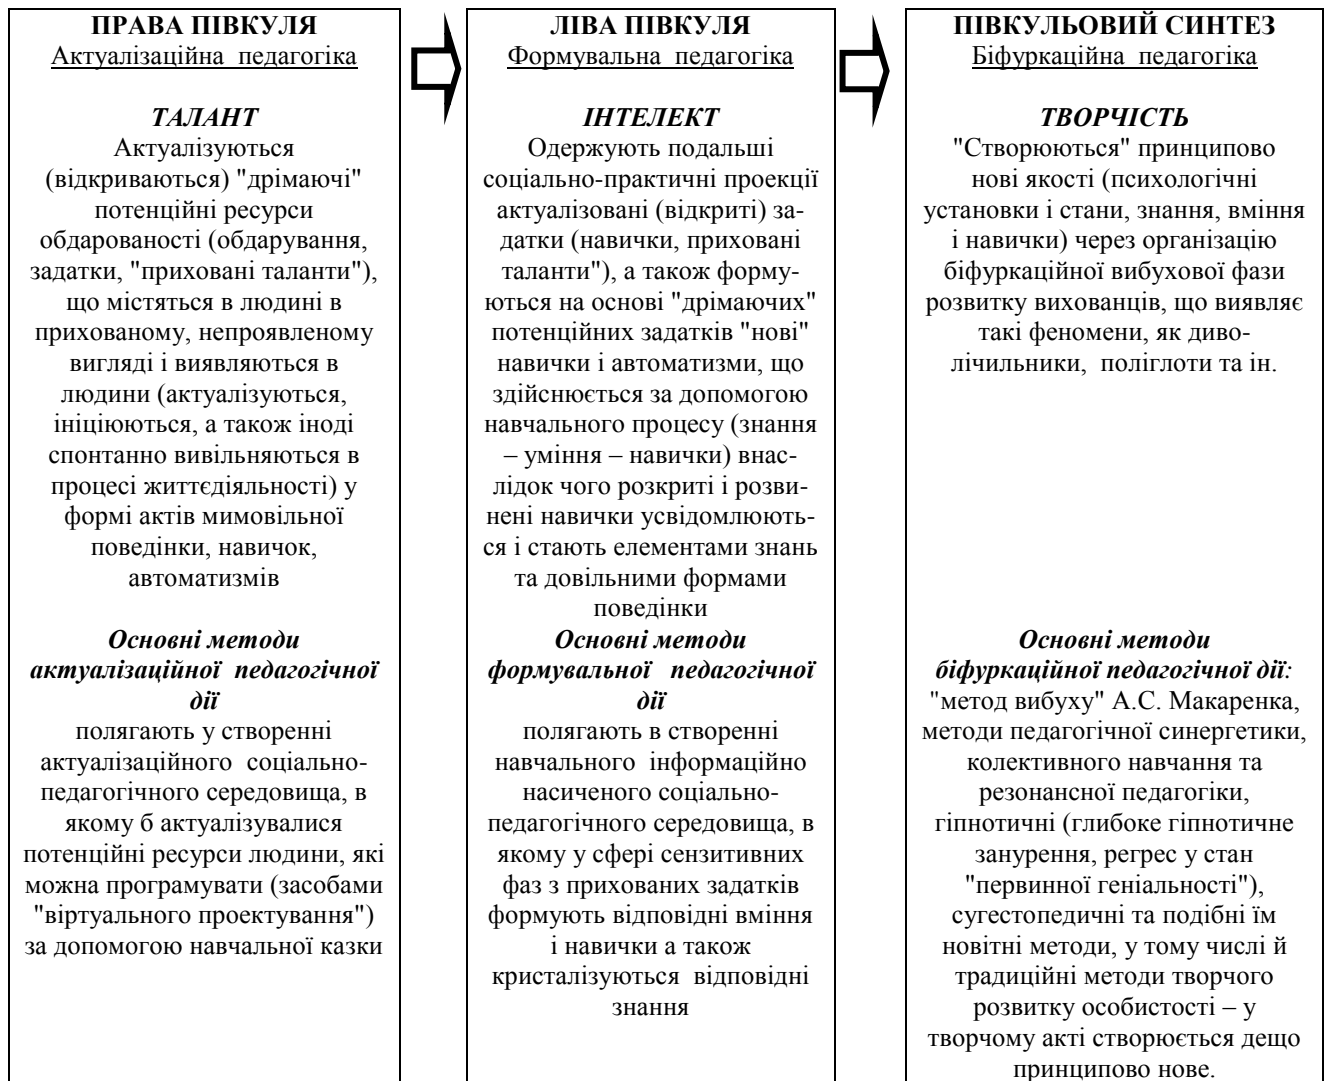 ПРАВА ПІВКУЛЯ
Актуалізаційна педагогіка
ТАЛАНТ
Актуалізуються
(відкриваються) "дрімаючі"
потенційні ресурси
обдарованості (обдарування,
задатки, "приховані таланти"),
що містяться в людині в
прихованому, непроявленому
вигляді і виявляються в
людини (актуалізуються,
ініціюються, а також іноді
спонтанно вивільняються в
процесі життєдіяльності) у
формі актів мимовільної
поведінки, навичок,
автоматизмів
Основні методи
актуалізаційної педагогічної
дії
полягають у створенні
актуалізаційного соціально-
педагогічного середовища, в
якому б актуалізувалися
потенційні ресурси людини, які
можна програмувати (засобами
"віртуального проектування")
за допомогою навчальної казки
ЛІВА ПІВКУЛЯ
Формувальна педагогіка
ІНТЕЛЕКТ
Одержують подальші
соціально-практичні проекції
актуалізовані (відкриті) за-
датки (навички, приховані
таланти"), а також форму-
ються на основі "дрімаючих"
потенційних задатків "нові"
навички і автоматизми, що
здійснюється за допомогою
навчального процесу (знання
– уміння – навички) внас-
лідок чого розкриті і розви-
нені навички усвідомлюють-
ся і стають елементами знань
та довільними формами
поведінки
Основні методи
формувальної педагогічної
дії
полягають в створенні
навчального інформаційно
насиченого соціально-
педагогічного середовища, в
якому у сфері сензитивних
фаз з прихованих задатків
формують відповідні вміння
і навички а також
кристалізуються відповідні
знання
ПІВКУЛЬОВИЙ СИНТЕЗ
Біфуркаційна педагогіка
ТВОРЧІСТЬ
"Створюються" принципово
нові якості (психологічні
установки і стани, знання, вміння
і навички) через організацію
біфуркаційної вибухової фази
розвитку вихованців, що виявляє
такі феномени, як диво-
лічильники, поліглоти та ін.
Основні методи
біфуркаційної педагогічної дії:
"метод вибуху" А.С. Макаренка,
методи педагогічної синергетики,
колективного навчання та
резонансної педагогіки,
гіпнотичні (глибоке гіпнотичне
занурення, регрес у стан
"первинної геніальності"),
сугестопедичні та подібні їм
новітні методи, у тому числі й
традиційні методи творчого
розвитку особистості – у
творчому акті створюється дещо
принципово нове.